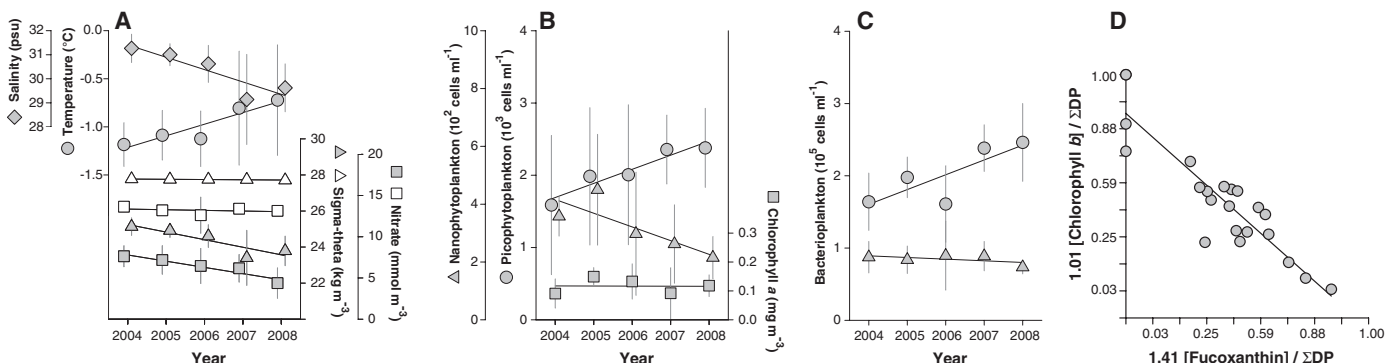 A
Salinity (psu)
32
31
30
29
28
Temperature (°C)
0.0
-0.5
-1.0
-1.5
30
28
26
24
22
Sigma-theta (kg m-3)
20
15
10
5
0
Nitrate (mmol m-3)
2004 2005 2006 2007 2008
Year
B
Nanophytoplankton (10² cells ml-1)
10
8
6
4
2
0
Picophytoplankton (10³ cells ml-1)
4
3
2
1
0
0.3
0.2
0.1
0.0
Chlorophyll a (mg m-3)
2004 2005 2006 2007 2008
Year
C
Bacterioplankton (10⁵ cells ml-1)
4
3
2
1
0
2004 2005 2006 2007 2008
Year
D
1.01 [Chlorophyll b] / ΣDP
1.00
0.88
0.59
0.25
0.03
0.03 0.25 0.59 0.88 1.00
1.41 [Fucoxanthin] / ΣDP